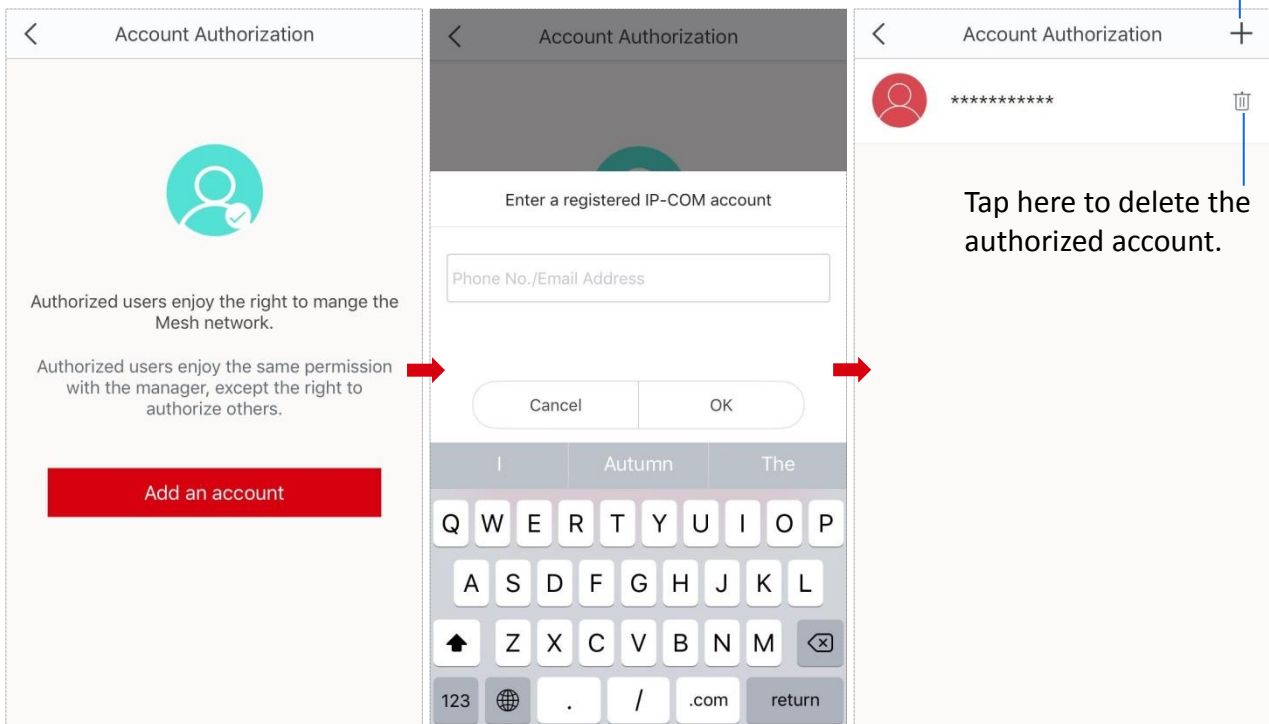 Account Authorization
Authorized users enjoy the right to mange the
Mesh network.
Authorized users enjoy the same permission
with the manager, except the right to
authorize others.
Add an account
Account Authorization
Enter a registered IP-COM account
Phone No./Email Address
Cancel OK
I Autumn The
Q W E R T Y U I O P
A S D F G H J K L
Z X C V B N M
123 . / .com return
Account Authorization
***********
Tap here to delete the
authorized account.